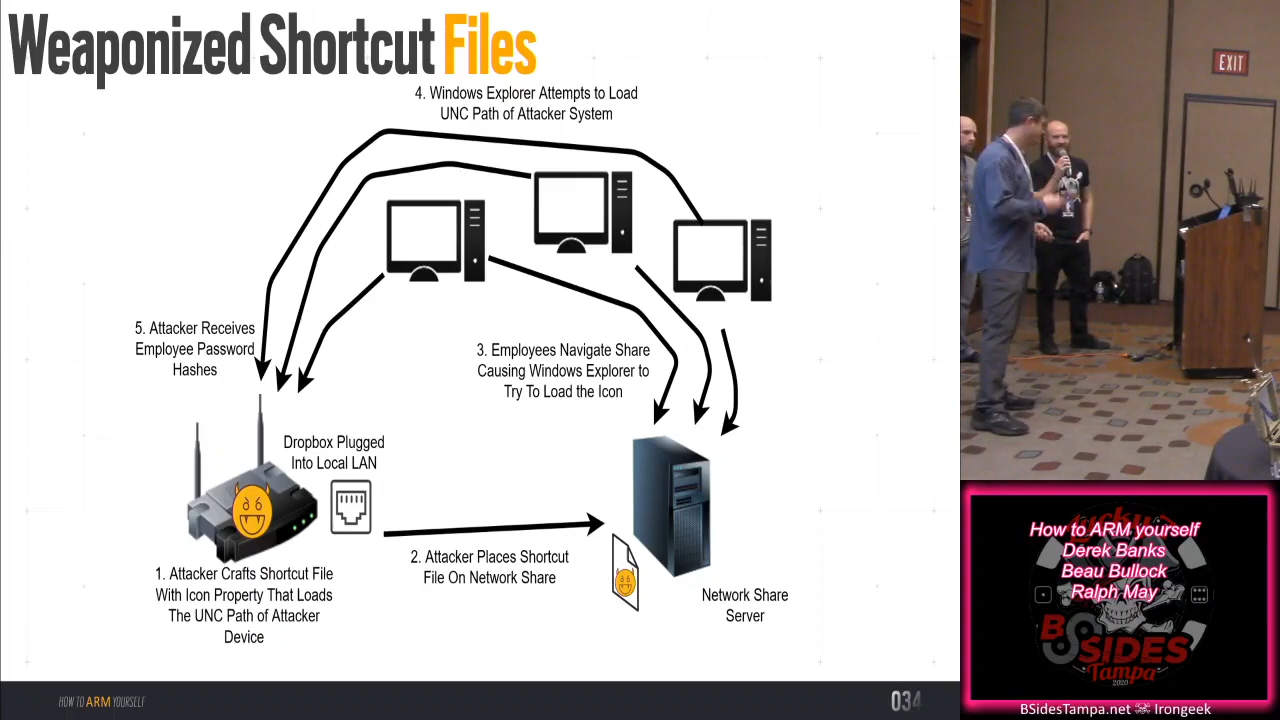 Weaponized Shortcut Files
4. Windows Explorer Attempts to Load
UNC Path of Attacker System
5. Attacker Receives
Employee Password
Hashes
3. Employees Navigate Share
Causing Windows Explorer to
Try To Load the Icon
Dropbox Plugged
Into Local LAN
2. Attacker Places Shortcut
File On Network Share
1. Attacker Crafts Shortcut File
With Icon Property That Loads
The UNC Path of Attacker
Device
Network Share
Server
HOW TO ARM YOURSELF
034
EXIT
How to ARM yourself
Derek Banks
Beau Bullock
Ralph May
BSIDES
Tampa
2020
BSidesTampa.net Irongeek